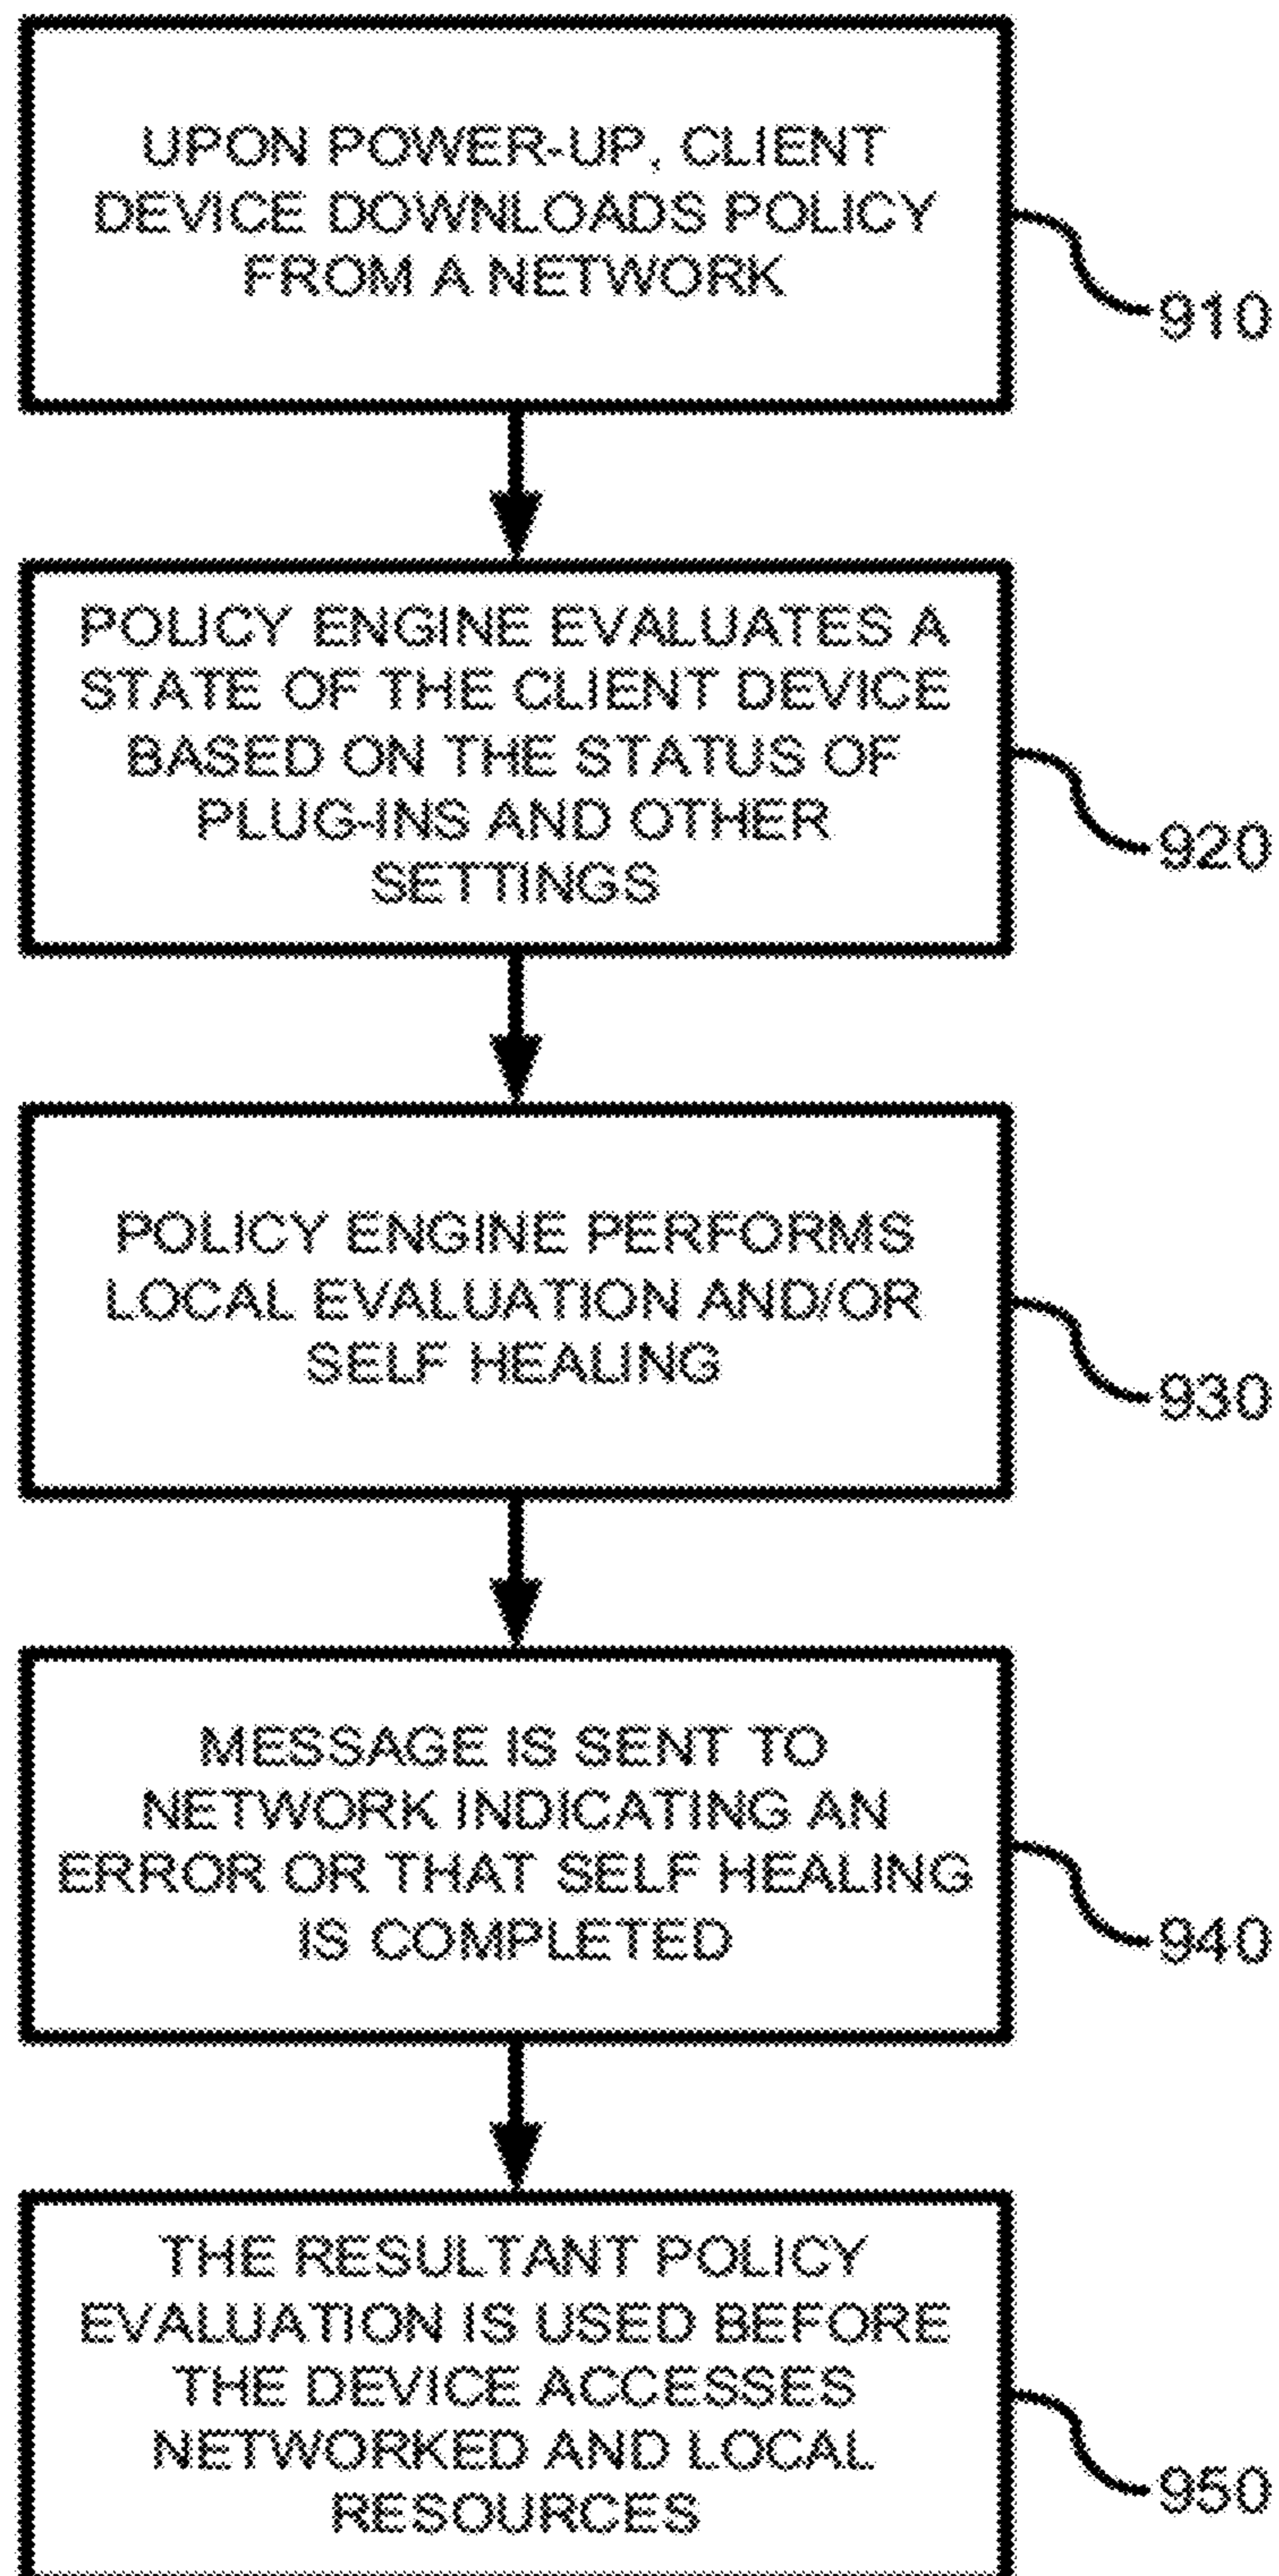 UPON POWER-UP, CLIENT
DEVICE DOWNLOADS POLICY
FROM A NETWORK
910
POLICY ENGINE EVALUATES A
STATE OF THE CLIENT DEVICE
BASED ON THE STATUS OF
PLUG-INS AND OTHER
SETTINGS
920
POLICY ENGINE PERFORMS
LOCAL EVALUATION AND/OR
SELF HEALING
930
MESSAGE IS SENT TO
NETWORK INDICATING AN
ERROR OR THAT SELF HEALING
IS COMPLETED
940
THE RESULTANT POLICY
EVALUATION IS USED BEFORE
THE DEVICE ACCESSES
NETWORKED AND LOCAL
RESOURCES
950